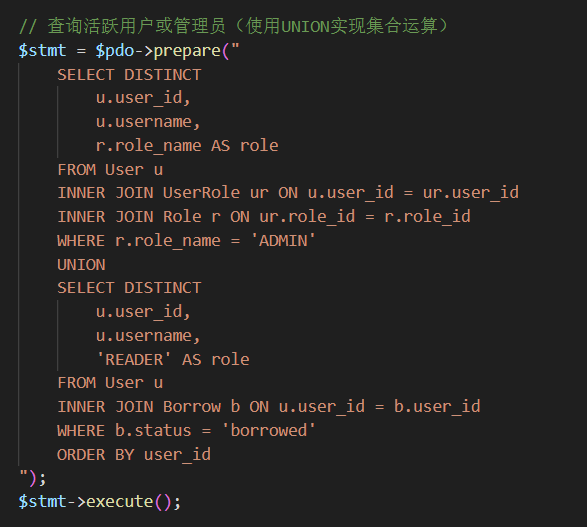 // 查询活跃用户或管理员（使用UNION实现集合运算）
$stmt = $pdo->prepare("
SELECT DISTINCT
u.user_id,
u.username,
r.role_name AS role
FROM User u
INNER JOIN UserRole ur ON u.user_id = ur.user_id
INNER JOIN Role r ON ur.role_id = r.role_id
WHERE r.role_name = 'ADMIN'
UNION
SELECT DISTINCT
u.user_id,
u.username,
'READER' AS role
FROM User u
INNER JOIN Borrow b ON u.user_id = b.user_id
WHERE b.status = 'borrowed'
ORDER BY user_id
");
$stmt->execute();